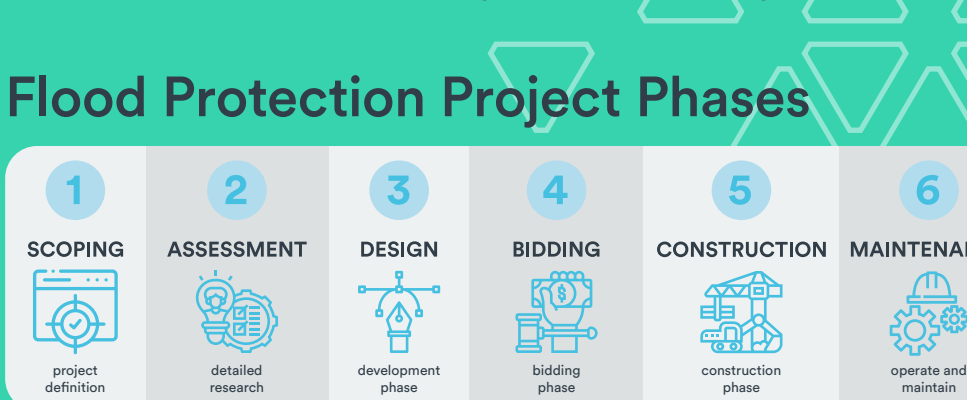 Flood Protection Project Phases
1 2 3 4 5 6
SCOPING ASSESSMENT DESIGN BIDDING CONSTRUCTION MAINTENA
$
project detailed development bidding construction operate and
definition research phase phase phase maintain